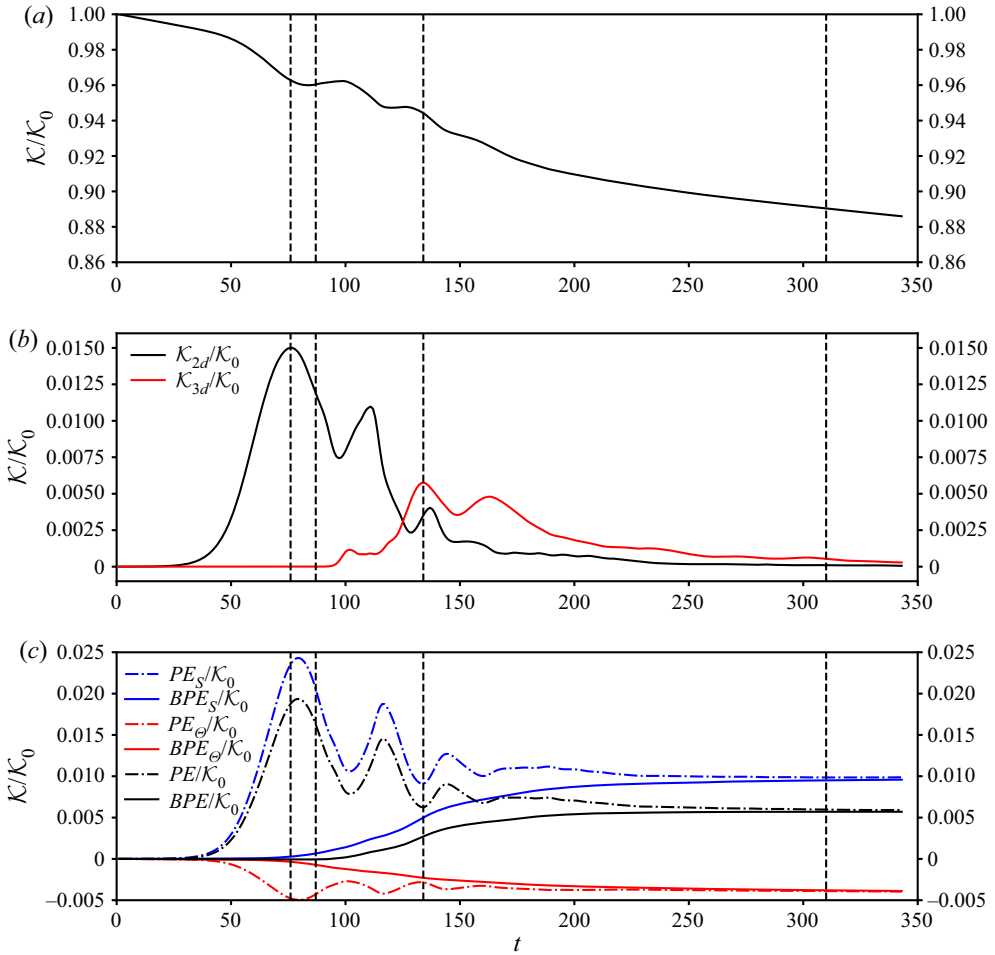 (a)
1.00 1.00
0.98 0.98
0.96 0.96
0.94 0.94
0.92 0.92
0.90 0.90
0.88 0.88
0.86 0.86
𝒦/𝒦₀
0 50 100 150 200 250 300 350
(b)
0.0150 0.0150
0.0125 0.0125
0.0100 0.0100
0.0075 0.0075
0.0050 0.0050
0.0025 0.0025
0 0
𝒦/𝒦₀
𝒦_2d/𝒦₀
𝒦_3d/𝒦₀
0 50 100 150 200 250 300 350
(c)
0.025 0.025
0.020 0.020
0.015 0.015
0.010 0.010
0.005 0.005
0 0
–0.005 –0.005
𝒦/𝒦₀
PE_S/𝒦₀
BPE_S/𝒦₀
PE_Θ/𝒦₀
BPE_Θ/𝒦₀
PE/𝒦₀
BPE/𝒦₀
0 50 100 150 200 250 300 350
t